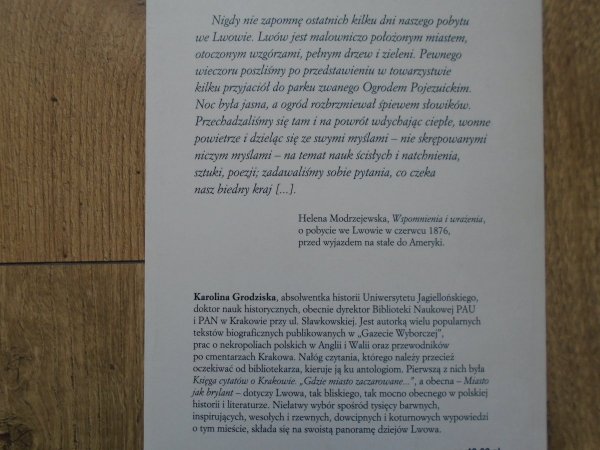 Nigdy nie zapomnę ostatnich kilku dni naszego pobytu
we Lwowie. Lwów jest malowniczo położonym miastem,
otoczonym wzgórzami, pełnym drzew i zieleni. Pewnego
wieczoru poszliśmy po przedstawieniu w towarzystwie
kilku przyjaciół do parku zwanego Ogrodem Pojezuickim.
Noc była jasna, a ogród rozbrzmiewał śpiewem słowików.
Przechadzaliśmy się tam i na powrót wdychając ciepłe, wonne
powietrze i dzieląc się ze swymi myślami – nie skrępowanymi
niczym myślami – na temat nauk ścisłych i natchnienia,
sztuki, poezji; zadawaliśmy sobie pytania, co czeka
nasz biedny kraj [...].
Helena Modrzejewska, Wspomnienia i wrażenia,
o pobycie we Lwowie w czerwcu 1876,
przed wyjazdem na stałe do Ameryki.
Karolina Grodziska, absolwentka historii Uniwersytetu Jagiellońskiego,
doktor nauk historycznych, obecnie dyrektor Biblioteki Naukowej PAU
i PAN w Krakowie przy ul. Sławkowskiej. Jest autorką wielu popularnych
tekstów biograficznych publikowanych w „Gazecie Wyborczej”,
prac o nekropoliach polskich w Anglii i Walii oraz przewodników
po cmentarzach Krakowa. Nałóg czytania, którego należy przecież
oczekiwać od bibliotekarza, kieruje ją ku antologiom. Pierwszą z nich była
Księga cytatów o Krakowie. „Gdzie miasto zaczarowane...”, a obecna – Miasto
jak brylant – dotyczy Lwowa, tak bliskiego, tak mocno obecnego w polskiej
historii i literaturze. Niełatwy wybór spośród tysięcy barwnych,
inspirujących, wesołych i rzewnych, dowcipnych i koturnowych wypowiedzi
o tym mieście, składa się na swoistą panoramę dziejów Lwowa.